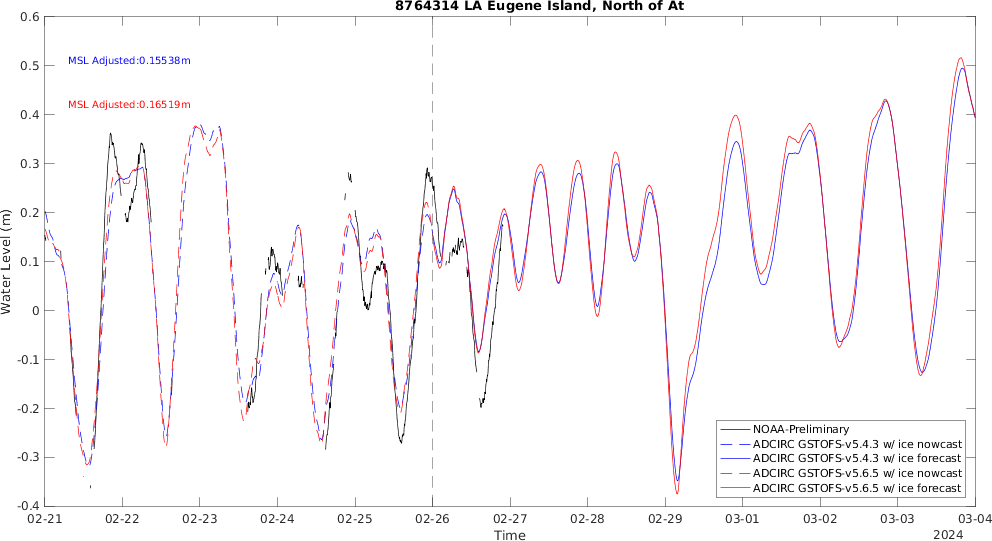 8764314 LA Eugene Island, North of At
0.6
0.5
0.4
0.3
0.2
0.1
0
-0.1
-0.2
-0.3
-0.4
Water Level (m)
MSL Adjusted:0.15538m
MSL Adjusted:0.16519m
NOAA-Preliminary
ADCIRC GSTOFS-v5.4.3 w/ ice nowcast
ADCIRC GSTOFS-v5.4.3 w/ ice forecast
ADCIRC GSTOFS-v5.6.5 w/ ice nowcast
ADCIRC GSTOFS-v5.6.5 w/ ice forecast
02-21 02-22 02-23 02-24 02-25 02-26 02-27 02-28 02-29 03-01 03-02 03-03 03-04
Time
2024